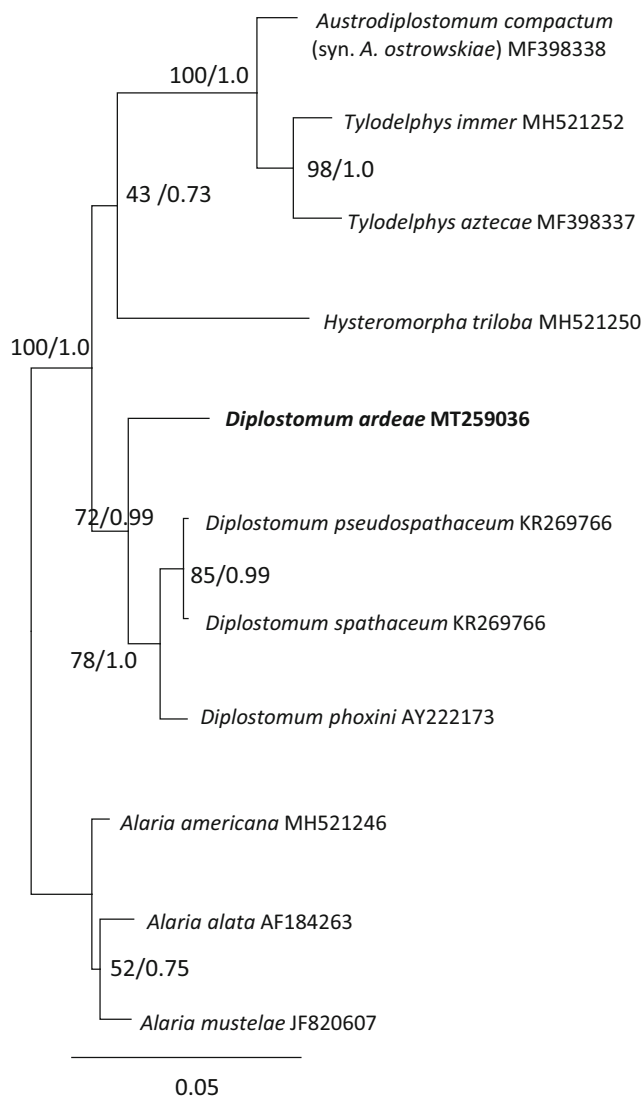 Austrodiplostomum compactum
(syn. A. ostrowskiae) MF398338
100/1.0
Tylodelphys immer MH521252
98/1.0
43 /0.73
Tylodelphys aztecae MF398337
Hysteromorpha triloba MH521250
100/1.0
Diplostomum ardeae MT259036
72/0.99
Diplostomum pseudospathaceum KR269766
85/0.99
Diplostomum spathaceum KR269766
78/1.0
Diplostomum phoxini AY222173
Alaria americana MH521246
Alaria alata AF184263
52/0.75
Alaria mustelae JF820607
0.05